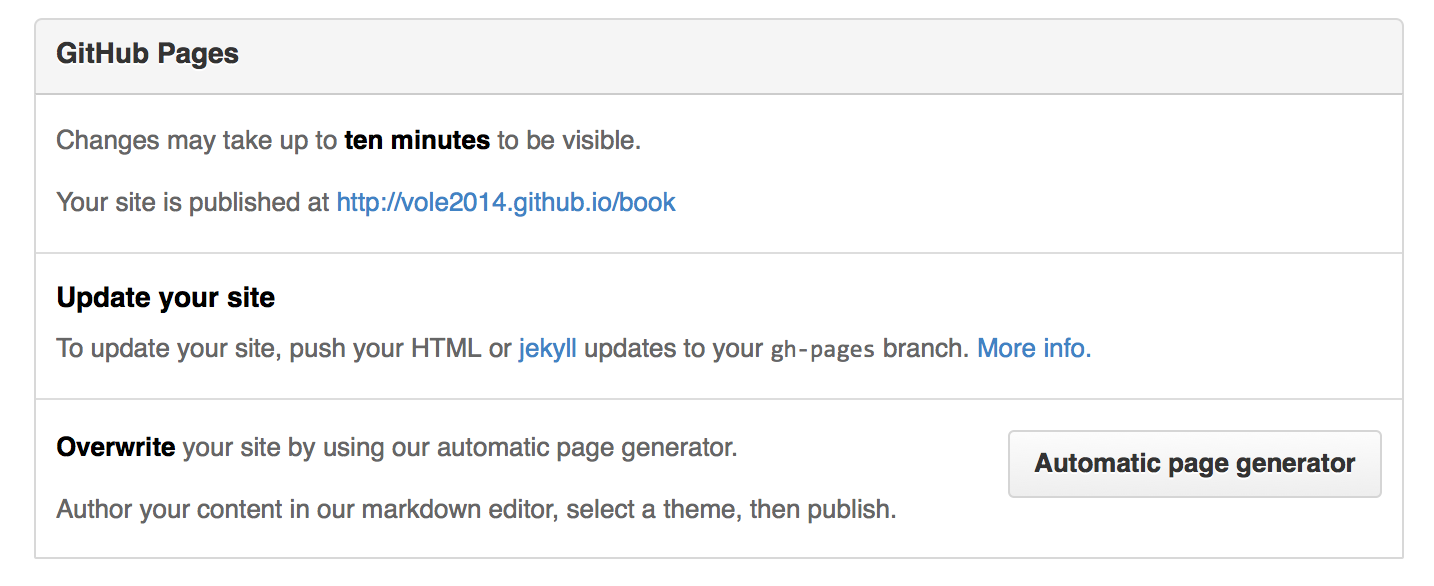 GitHub Pages
Changes may take up to ten minutes to be visible.
Your site is published at http://vole2014.github.io/book
Update your site
To update your site, push your HTML or jekyll updates to your gh-pages branch. More info.
Overwrite your site by using our automatic page generator.
Automatic page generator
Author your content in our markdown editor, select a theme, then publish.